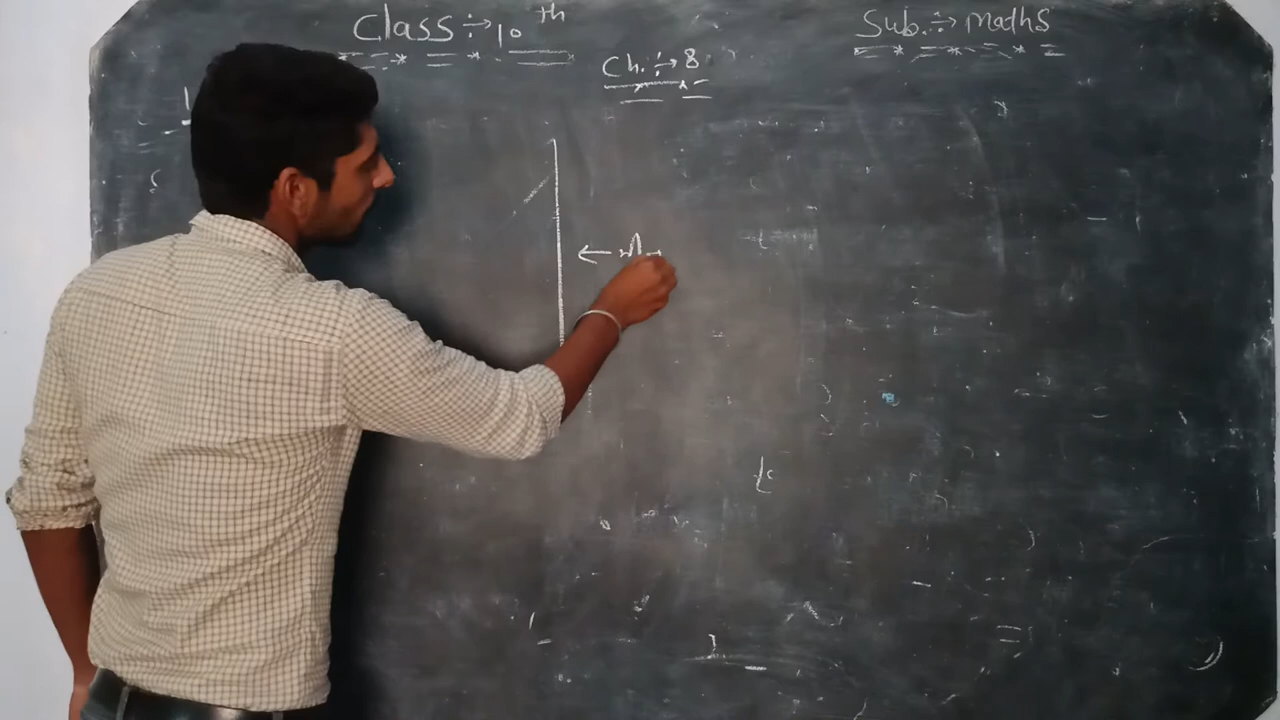 Class ÷→ 10th
Sub. ÷→ maths
Ch. ÷→ 8